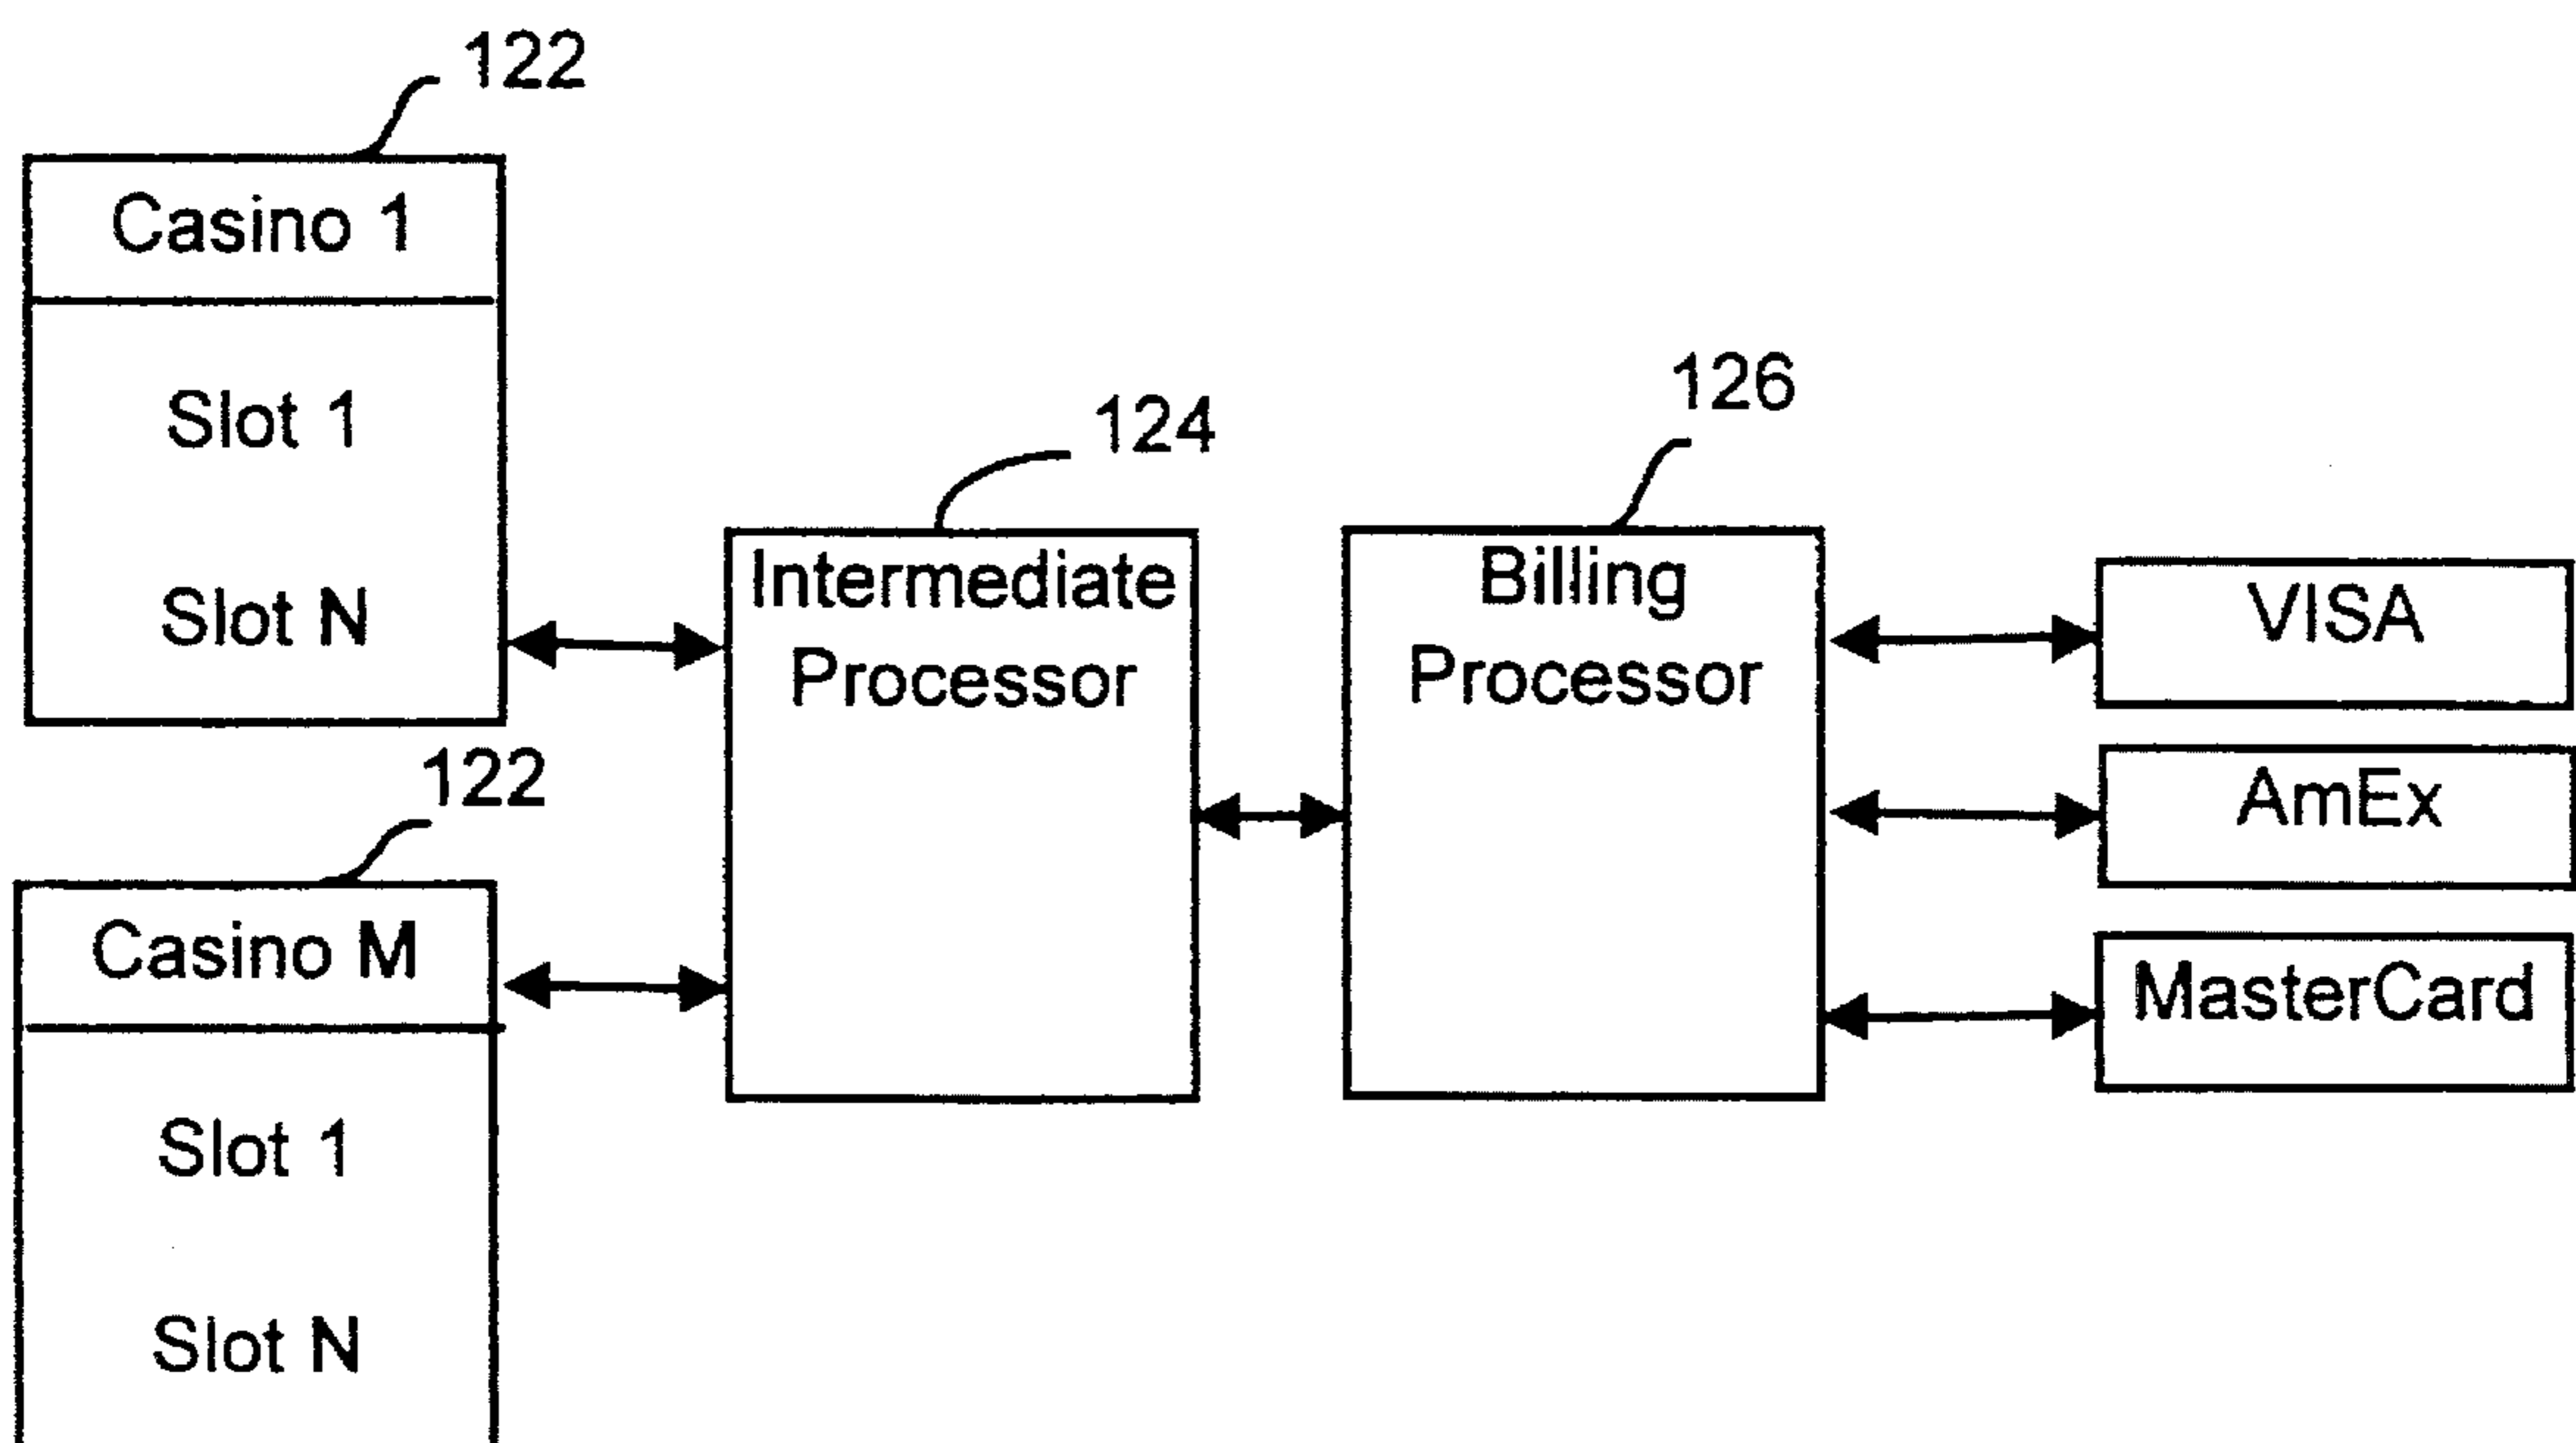 122
Casino 1
Slot 1
Slot N
122
Casino M
Slot 1
Slot N
124
Intermediate
Processor
126
Billing
Processor
VISA
AmEx
MasterCard